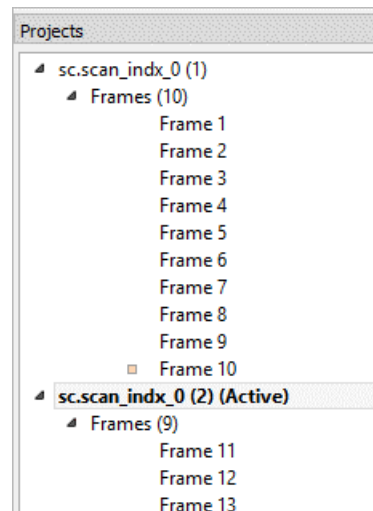 Projects
sc.scan_indx_0 (1)
Frames (10)
Frame 1
Frame 2
Frame 3
Frame 4
Frame 5
Frame 6
Frame 7
Frame 8
Frame 9
Frame 10
sc.scan_indx_0 (2) (Active)
Frames (9)
Frame 11
Frame 12
Frame 13